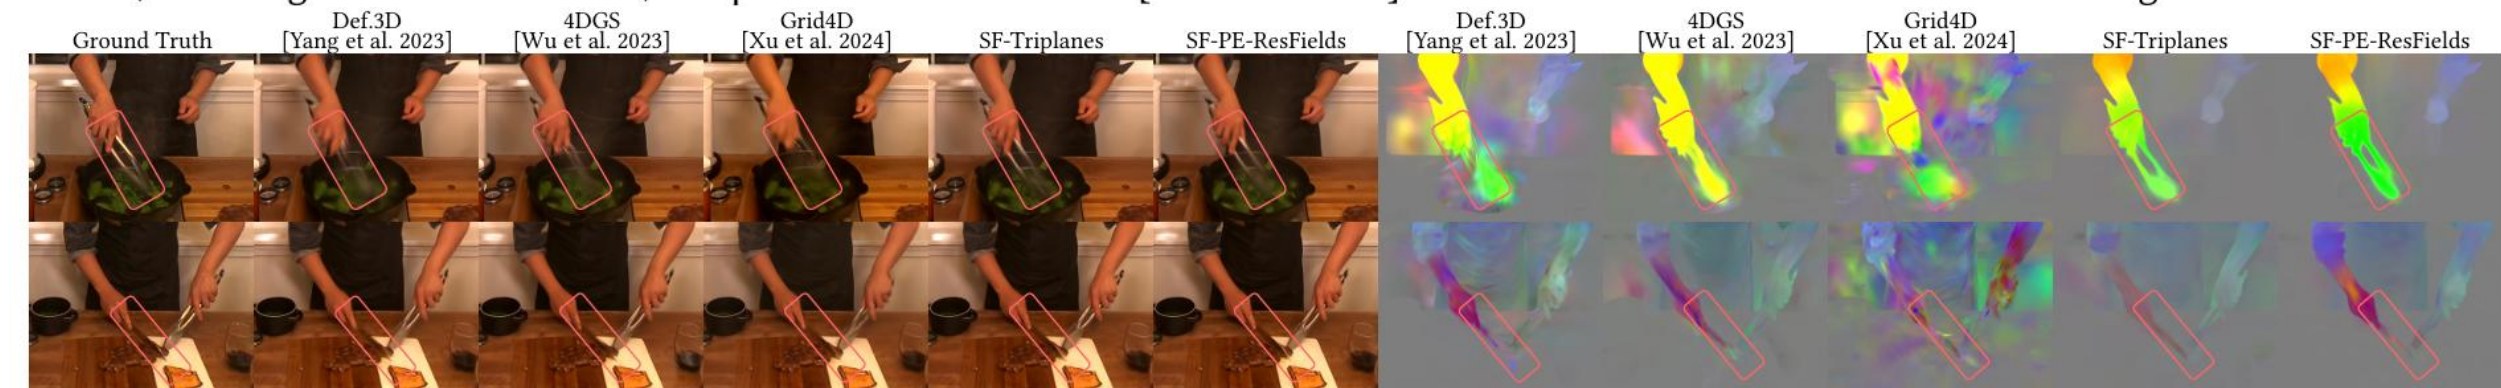 Def.3D 4DGS Grid4D Def.3D 4DGS Grid4D
Ground Truth [Yang et al. 2023] [Wu et al. 2023] [Xu et al. 2024] SF-Triplanes SF-PE-ResFields [Yang et al. 2023] [Wu et al. 2023] [Xu et al. 2024] SF-Triplanes SF-PE-ResFields